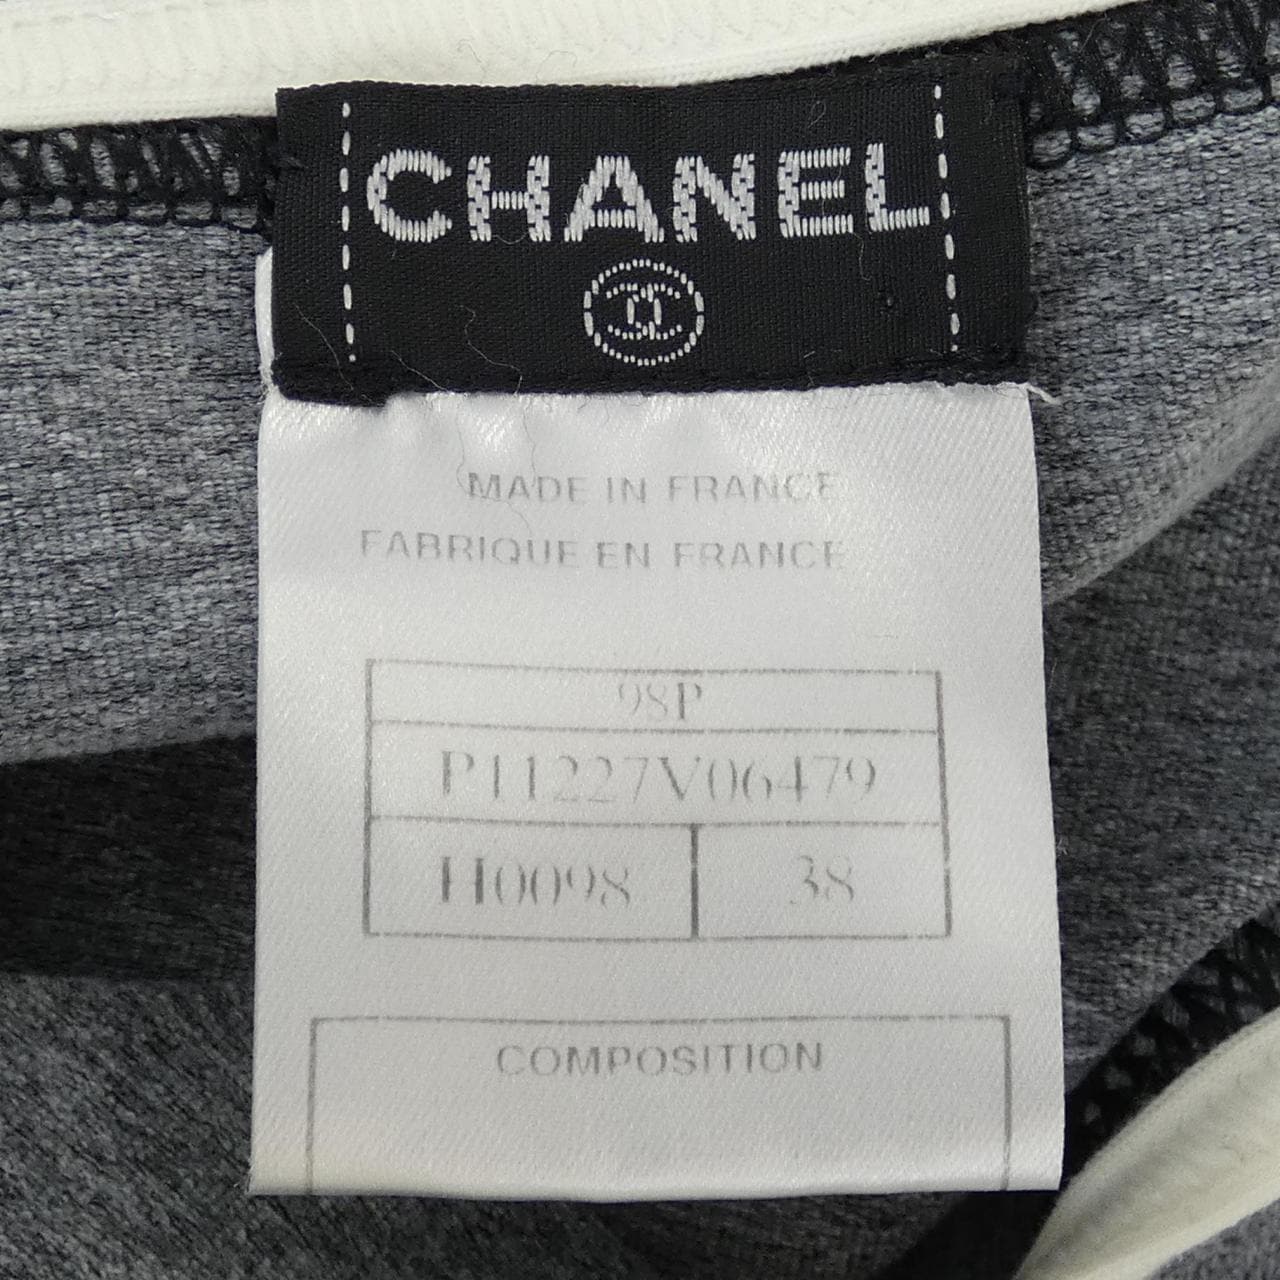 CHANEL
MADE IN FRANCE
FABRIQUE EN FRANCE
98P
P11227V06479
H0098 38
COMPOSITION